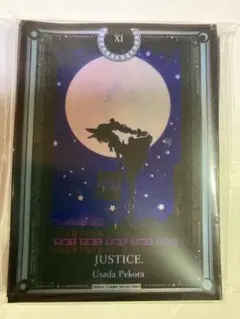 XI
JUSTICE.
Usada Pekora